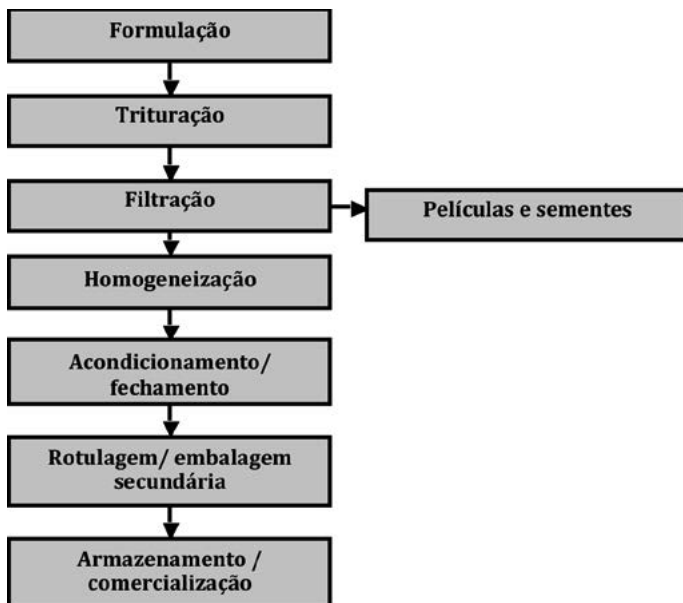 Formulação
Trituração
Filtração
Películas e sementes
Homogeneização
Acondicionamento/
fechamento
Rotulagem/ embalagem
secundária
Armazenamento /
comercialização